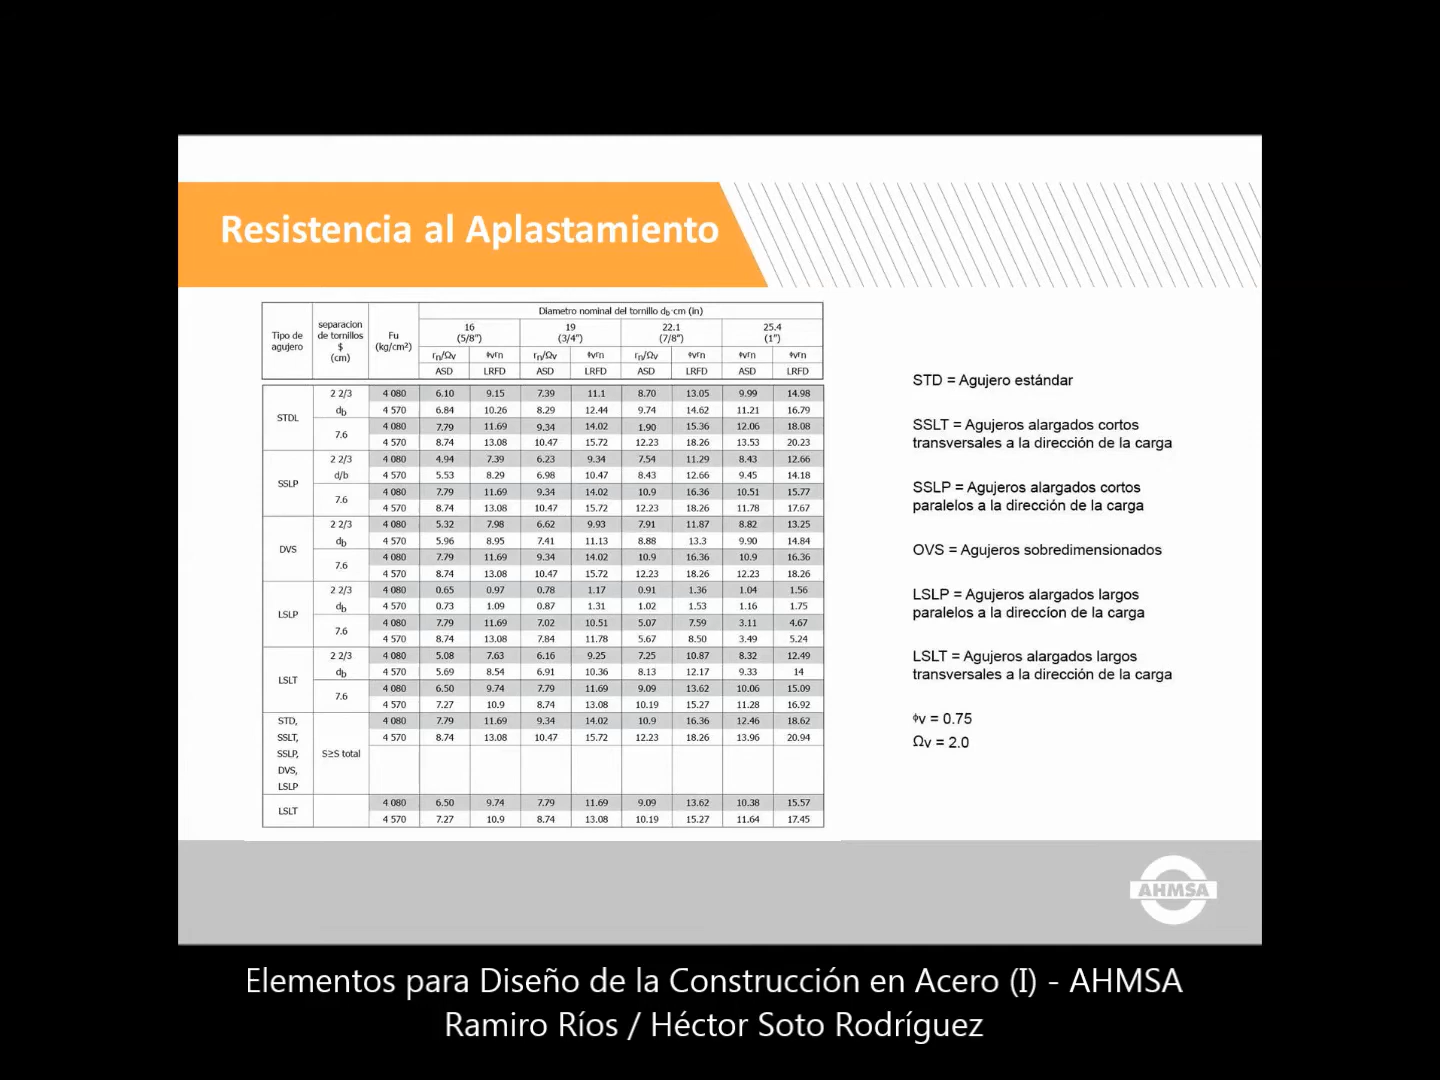 Resistencia al Aplastamiento
Diametro nominal del tornillo db cm (in)
Tipo de agujero separacion de tornillos $ (cm) Fu (kg/cm²) 16 (5/8") 19 (3/4") 22.1 (7/8") 25.4 (1")
rn/Ωv ϕvrn rn/Ωv ϕvrn rn/Ωv ϕvrn ϕvrn ϕvrn
ASD LRFD ASD LRFD ASD LRFD ASD LRFD
STDL 2 2/3 db 4 080 6.10 9.15 7.39 11.1 8.70 13.05 9.99 14.98
4 570 6.84 10.26 8.29 12.44 9.74 14.62 11.21 16.79
7.6 4 080 7.79 11.69 9.34 14.02 1.90 15.36 12.06 18.08
4 570 8.74 13.08 10.47 15.72 12.23 18.26 13.53 20.23
SSLP 2 2/3 d/b 4 080 4.94 7.39 6.23 9.34 7.54 11.29 8.43 12.66
4 570 5.53 8.29 6.98 10.47 8.43 12.66 9.45 14.18
7.6 4 080 7.79 11.69 9.34 14.02 10.9 16.36 10.51 15.77
4 570 8.74 13.08 10.47 15.72 12.23 18.26 11.78 17.67
DVS 2 2/3 db 4 080 5.32 7.98 6.62 9.93 7.91 11.87 8.82 13.25
4 570 5.96 8.95 7.41 11.13 8.88 13.3 9.90 14.84
7.6 4 080 7.79 11.69 9.34 14.02 10.9 16.36 10.9 16.36
4 570 8.74 13.08 10.47 15.72 12.23 18.26 12.23 18.26
LSLP 2 2/3 db 4 080 0.65 0.97 0.78 1.17 0.91 1.36 1.04 1.56
4 570 0.73 1.09 0.87 1.31 1.02 1.53 1.16 1.75
7.6 4 080 7.79 11.69 7.02 10.51 5.07 7.59 3.11 4.67
4 570 8.74 13.08 7.84 11.78 5.67 8.50 3.49 5.24
LSLT 2 2/3 db 4 080 5.08 7.63 6.16 9.25 7.25 10.87 8.32 12.49
4 570 5.69 8.54 6.91 10.36 8.13 12.17 9.33 14
7.6 4 080 6.50 9.74 7.79 11.69 9.09 13.62 10.06 15.09
4 570 7.27 10.9 8.74 13.08 10.19 15.27 11.28 16.92
STD, SSLT, SSLP, DVS, LSLP S≥S total 4 080 7.79 11.69 9.34 14.02 10.9 16.36 12.46 18.62
4 570 8.74 13.08 10.47 15.72 12.23 18.26 13.96 20.94
LSLT 4 080 6.50 9.74 7.79 11.69 9.09 13.62 10.38 15.57
4 570 7.27 10.9 8.74 13.08 10.19 15.27 11.64 17.45
STD = Agujero estándar
SSLT = Agujeros alargados cortos
transversales a la dirección de la carga
SSLP = Agujeros alargados cortos
paralelos a la dirección de la carga
OVS = Agujeros sobredimensionados
LSLP = Agujeros alargados largos
paralelos a la direccíon de la carga
LSLT = Agujeros alargados largos
transversales a la dirección de la carga
ϕv = 0.75
Ωv = 2.0
AHMSA
Elementos para Diseño de la Construcción en Acero (I) - AHMSA
Ramiro Ríos / Héctor Soto Rodríguez